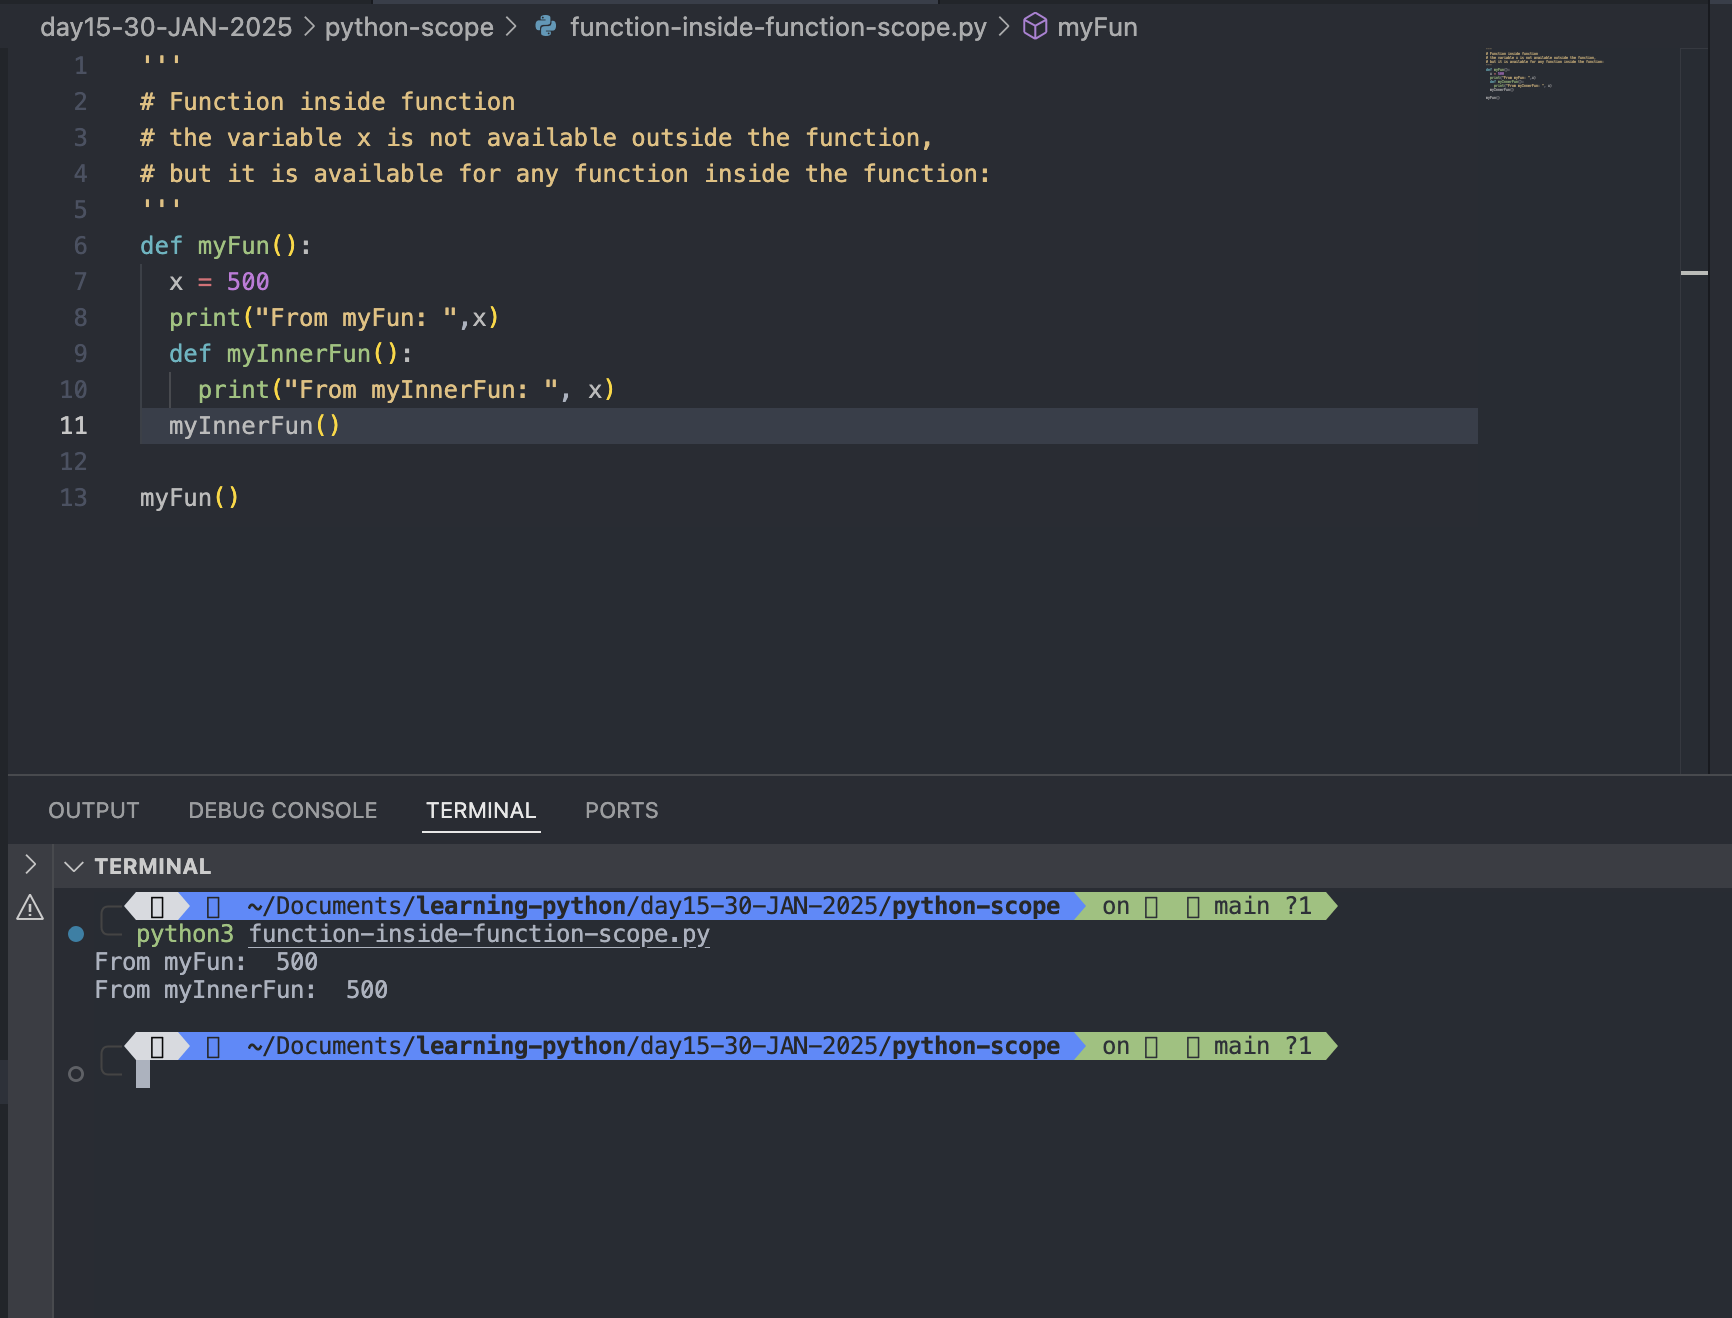 day15-30-JAN-2025 > python-scope > function-inside-function-scope.py > myFun
1 '''
2 # Function inside function
3 # the variable x is not available outside the function,
4 # but it is available for any function inside the function:
5 '''
6 def myFun():
7   x = 500
8   print("From myFun: ",x)
9   def myInnerFun():
10     print("From myInnerFun: ", x)
11   myInnerFun()
12
13 myFun()
OUTPUT DEBUG CONSOLE TERMINAL PORTS
TERMINAL
~/Documents/learning-python/day15-30-JAN-2025/python-scope on main ?1
python3 function-inside-function-scope.py
From myFun:  500
From myInnerFun:  500
~/Documents/learning-python/day15-30-JAN-2025/python-scope on main ?1